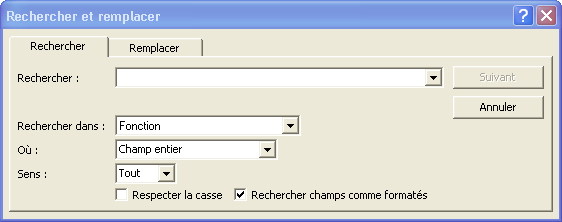 Rechercher et remplacer
Rechercher Remplacer
Rechercher : Suivant
Annuler
Rechercher dans : Fonction
Où : Champ entier
Sens : Tout
Respecter la casse Rechercher champs comme formatés